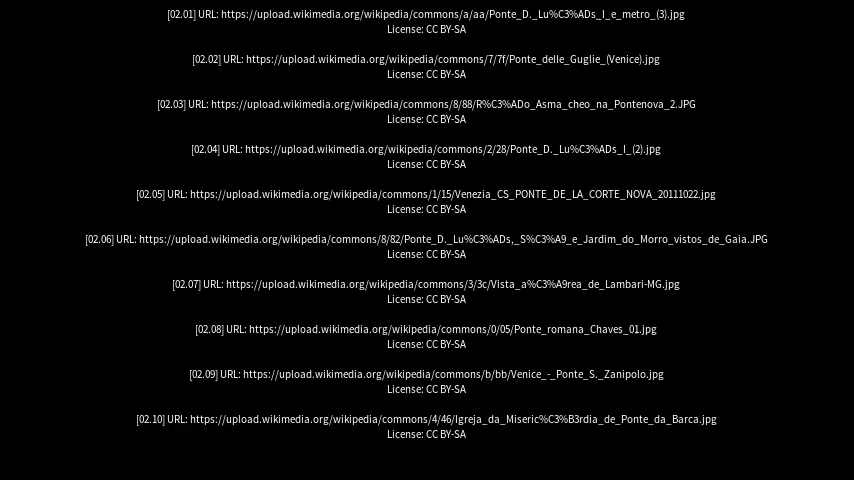 [02.01] URL: https://upload.wikimedia.org/wikipedia/commons/a/aa/Ponte_D._Lu%C3%ADs_I_e_metro_(3).jpg
License: CC BY-SA
[02.02] URL: https://upload.wikimedia.org/wikipedia/commons/7/7f/Ponte_delle_Guglie_(Venice).jpg
License: CC BY-SA
[02.03] URL: https://upload.wikimedia.org/wikipedia/commons/8/88/R%C3%ADo_Asma_cheo_na_Pontenova_2.JPG
License: CC BY-SA
[02.04] URL: https://upload.wikimedia.org/wikipedia/commons/2/28/Ponte_D._Lu%C3%ADs_I_(2).jpg
License: CC BY-SA
[02.05] URL: https://upload.wikimedia.org/wikipedia/commons/1/15/Venezia_CS_PONTE_DE_LA_CORTE_NOVA_20111022.jpg
License: CC BY-SA
[02.06] URL: https://upload.wikimedia.org/wikipedia/commons/8/82/Ponte_D._Lu%C3%ADs,_S%C3%A9_e_Jardim_do_Morro_vistos_de_Gaia.JPG
License: CC BY-SA
[02.07] URL: https://upload.wikimedia.org/wikipedia/commons/3/3c/Vista_a%C3%A9rea_de_Lambari-MG.jpg
License: CC BY-SA
[02.08] URL: https://upload.wikimedia.org/wikipedia/commons/0/05/Ponte_romana_Chaves_01.jpg
License: CC BY-SA
[02.09] URL: https://upload.wikimedia.org/wikipedia/commons/b/bb/Venice_-_Ponte_S._Zanipolo.jpg
License: CC BY-SA
[02.10] URL: https://upload.wikimedia.org/wikipedia/commons/4/46/Igreja_da_Miseric%C3%B3rdia_de_Ponte_da_Barca.jpg
License: CC BY-SA